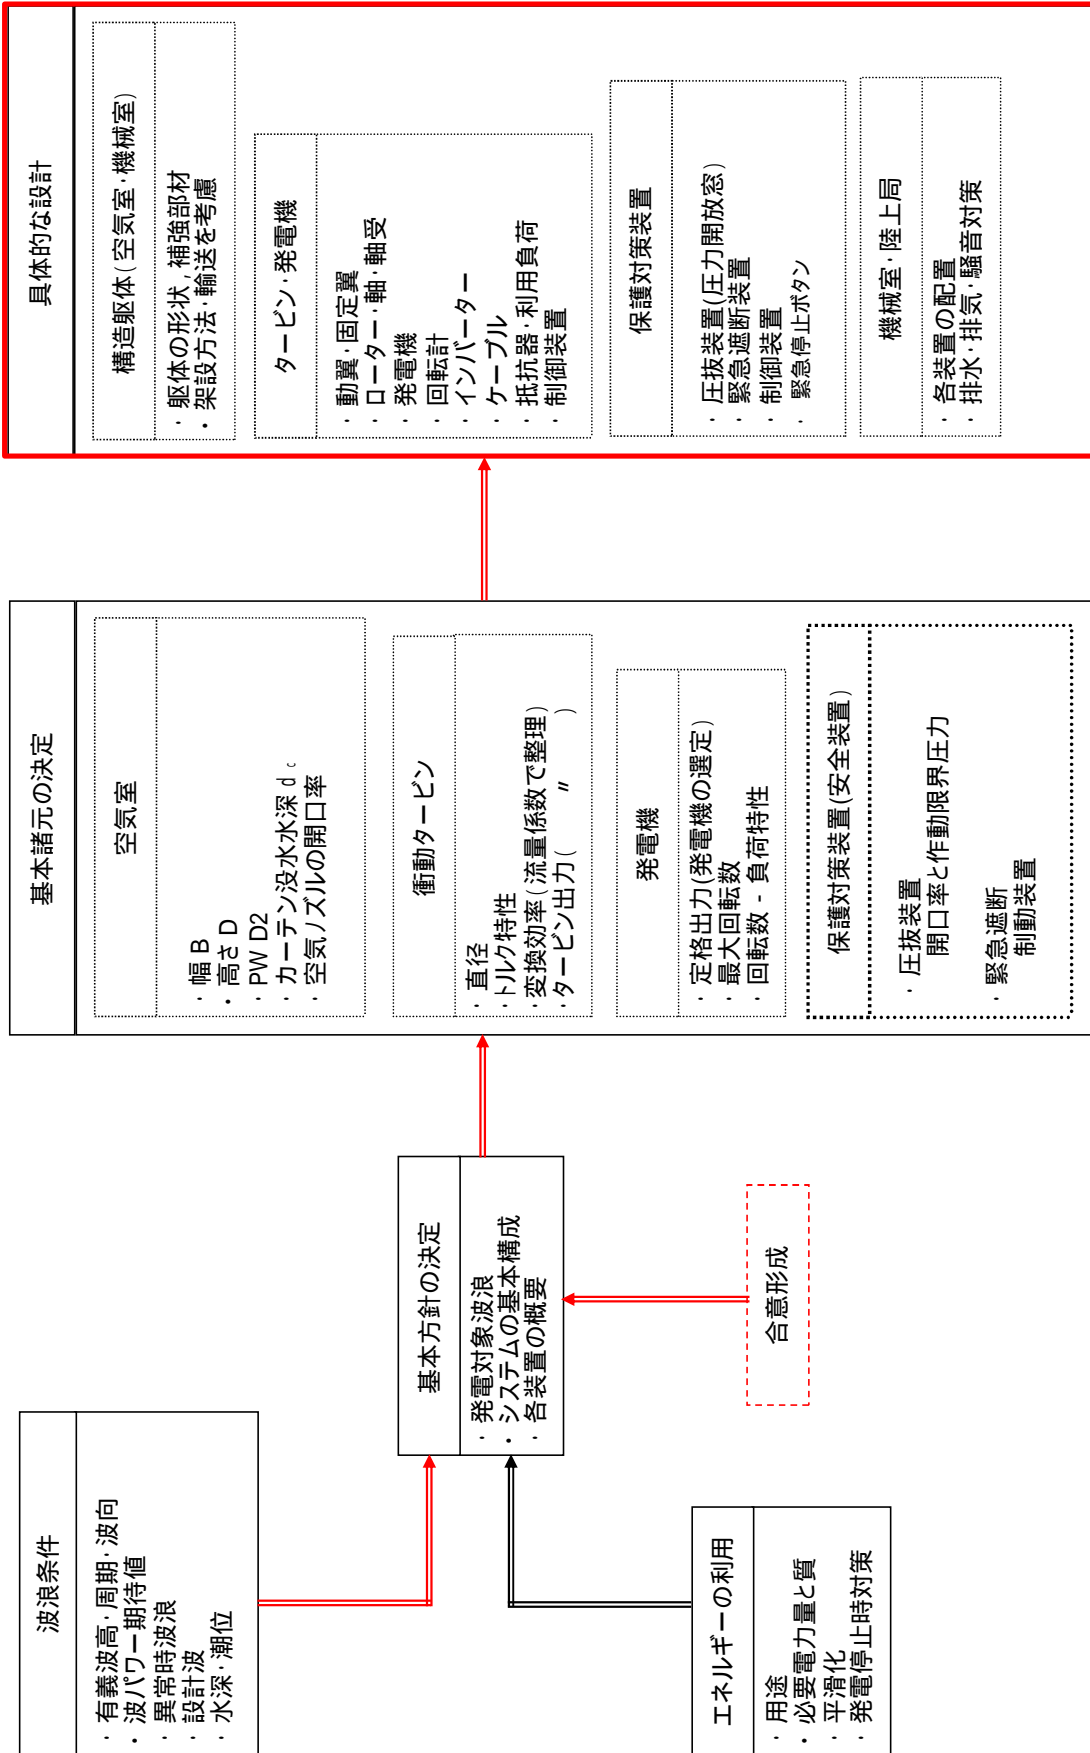 波浪条件
・有義波高・周期・波向
・波パワー期待値
・異常時波浪
・設計波
・水深・潮位
エネルギーの利用
・用途
・必要電力量と質
・平滑化
・発電停止時対策
基本方針の決定
・発電対象波浪
・システムの基本構成
・各装置の概要
合意形成
基本諸元の決定
空気室
・幅 B
・高さ D
・PW D2
・カーテン没水水深 d c
・空気ノズルの開口率
衝動タービン
・直径
・トルク特性
・変換効率(流量係数で整理)
・タービン出力( 〃 )
発電機
・定格出力(発電機の選定)
・最大回転数
・回転数 - 負荷特性
保護対策装置(安全装置)
・圧抜装置
開口率と作動限界圧力
・緊急遮断
制動装置
具体的な設計
構造躯体(空気室・機械室)
・躯体の形状,補強部材
・架設方法・輸送を考慮
タービン・発電機
・動翼・固定翼
・ローター・軸・軸受
・発電機
・回転計
・インバーター
・ケーブル
・抵抗器・利用負荷
・制御装置
保護対策装置
・圧抜装置(圧力開放窓)
・緊急遮断装置
・制御装置
・緊急停止ボタン
機械室・陸上局
・各装置の配置
・排水・排気・騒音対策